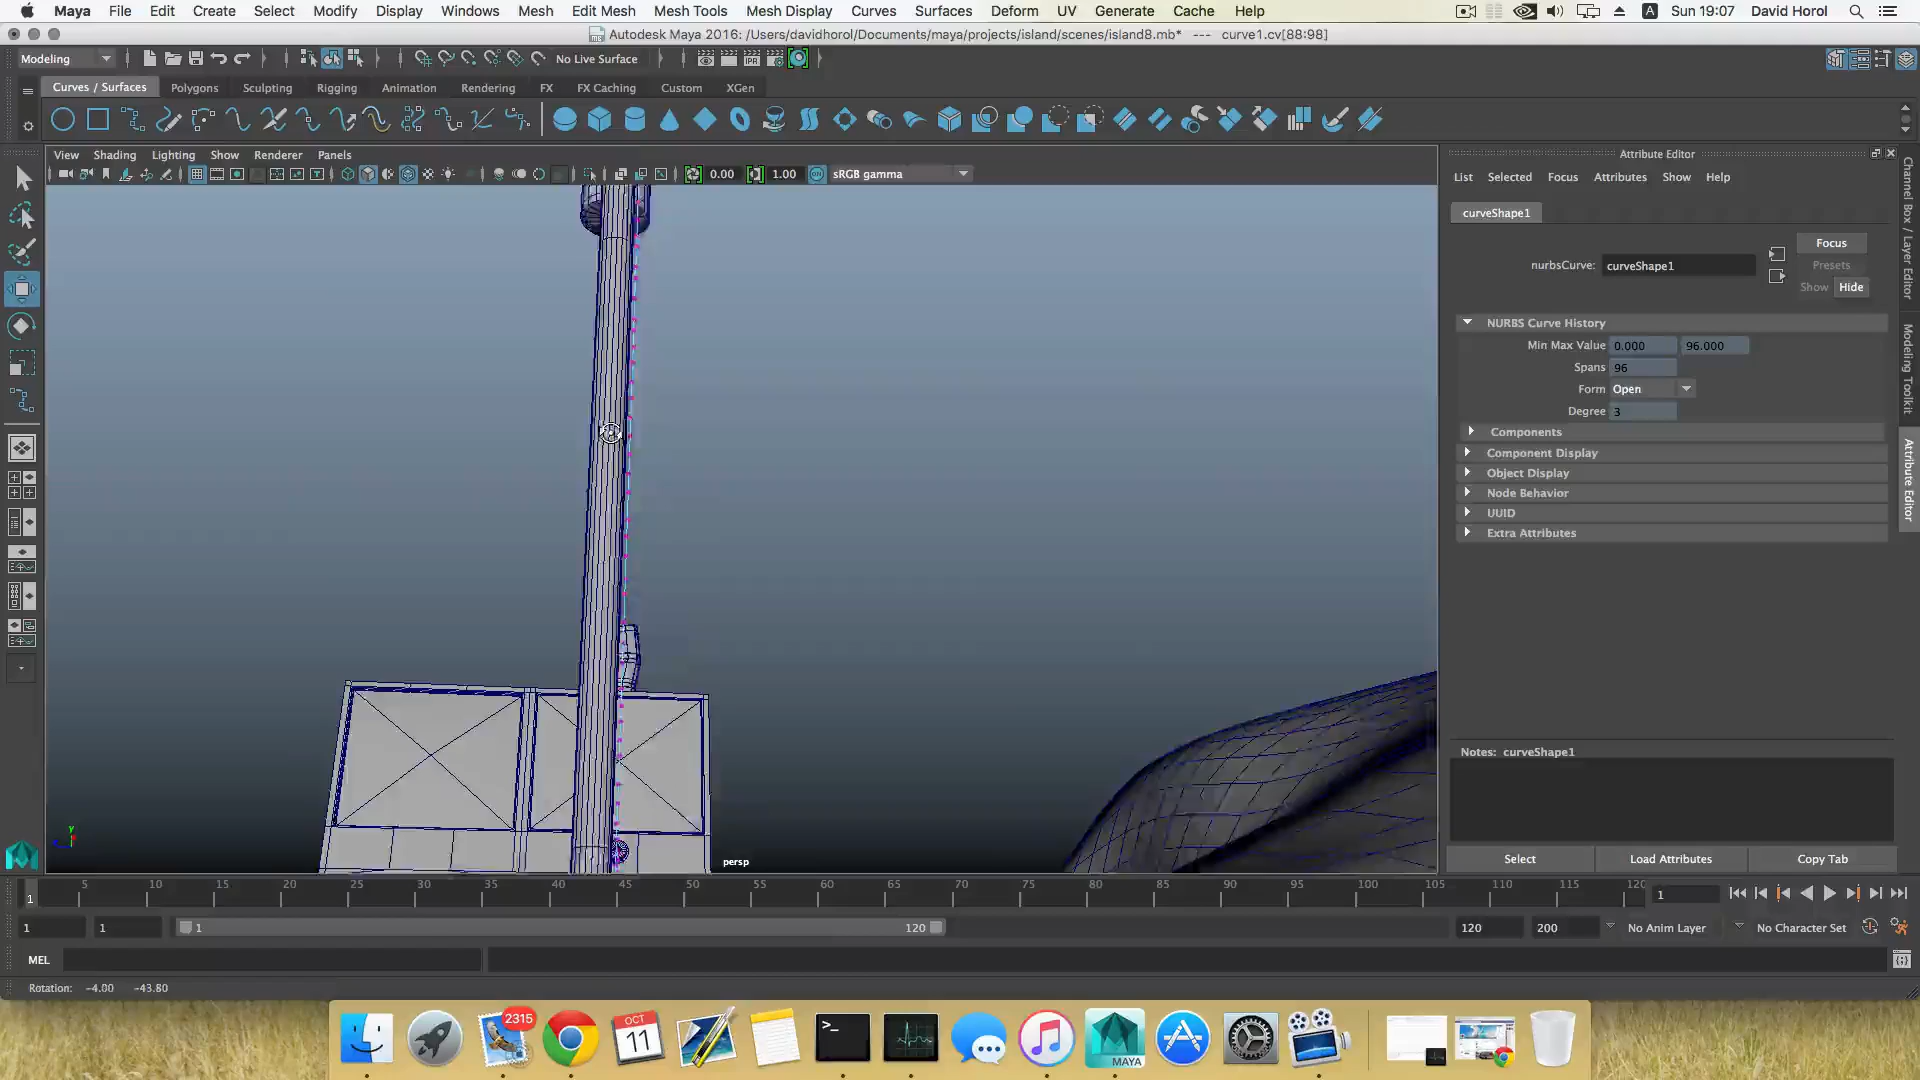 Maya File Edit Create Select Modify Display Windows Mesh Edit Mesh Mesh Tools Mesh Display Curves Surfaces Deform UV Generate Cache Help A Sun 19:07 David Horol
Autodesk Maya 2016: /Users/davidhorol/Documents/maya/projects/island/scenes/island8.mb* --- curve1.cv[88:98]
Modeling No Live Surface IPR
Curves / Surfaces Polygons Sculpting Rigging Animation Rendering FX FX Caching Custom XGen
View Shading Lighting Show Renderer Panels
0.00 1.00 sRGB gamma
persp
y
Attribute Editor
List Selected Focus Attributes Show Help
curveShape1
Focus
nurbsCurve: curveShape1
Presets
Show Hide
NURBS Curve History
Min Max Value 0.000 96.000
Spans 96
Form Open
Degree 3
Components
Component Display
Object Display
Node Behavior
UUID
Extra Attributes
Notes: curveShape1
Select Load Attributes Copy Tab
Channel Box / Layer Editor
Modeling Toolkit
Attribute Editor
1 5 10 15 20 25 30 35 40 45 50 55 60 65 70 75 80 85 90 95 100 105 110 115 120 1
1 1 1 120 120 200 No Anim Layer No Character Set
MEL
Rotation: -4.00 -43.80
2315
OCT
11
>_
MAYA